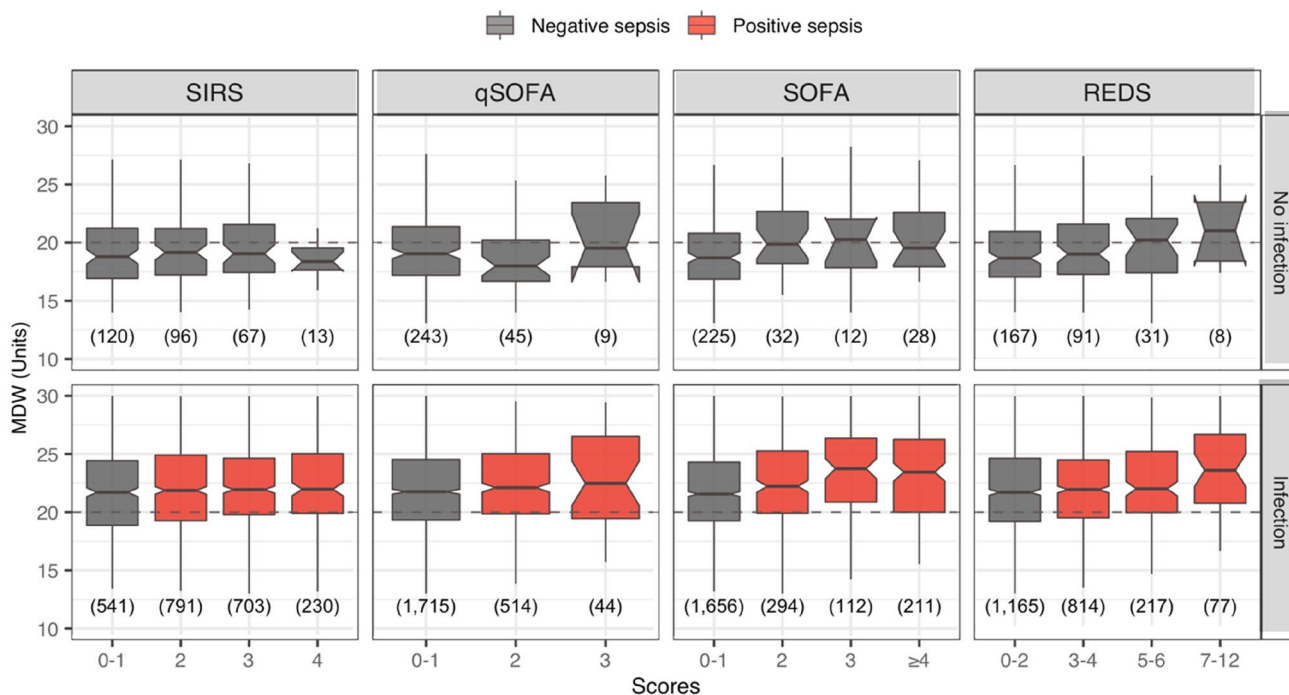 Negative sepsis Positive sepsis
SIRS qSOFA SOFA REDS
30
25
20
15
10
(120) (96) (67) (13) (243) (45) (9) (225) (32) (12) (28) (167) (91) (31) (8)
No infection
MDW (Units)
30
25
20
15
10
(541) (791) (703) (230) (1,715) (514) (44) (1,656) (294) (112) (211) (1,165) (814) (217) (77)
Infection
0-1 2 3 4 0-1 2 3 0-1 2 3 ≥4 0-2 3-4 5-6 7-12
Scores